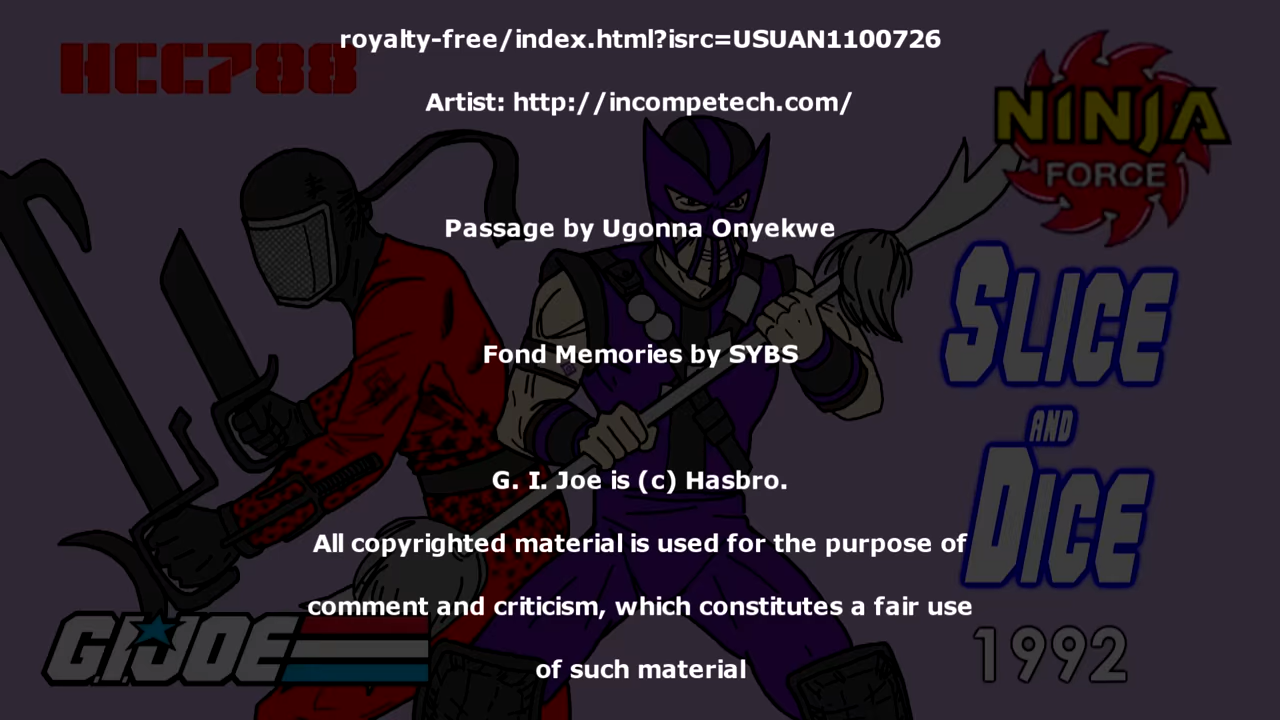 royalty-free/index.html?isrc=USUAN1100726
HCC788
Artist: http://incompetech.com/
NINJA
FORCE
Passage by Ugonna Onyekwe
SLICE
Fond Memories by SYBS
AND
DICE
G. I. Joe is (c) Hasbro.
All copyrighted material is used for the purpose of
comment and criticism, which constitutes a fair use
G.I. JOE
1992
of such material